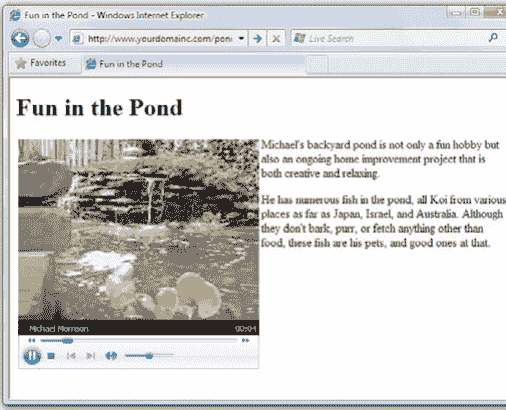 Fun in the Pond - Windows Internet Explorer
http://www.yourdomainc.com/pon
Live Search
Favorites
Fun in the Pond
Fun in the Pond
Michael's backyard pond is not only a fun hobby but
also an ongoing home improvement project that is
both creative and relaxing.
He has numerous fish in the pond, all Koi from various
places as far as Japan, Israel, and Australia. Although
they don't bark, purr, or fetch anything other than
food, these fish are his pets, and good ones at that.
Michael Morrison
00:04